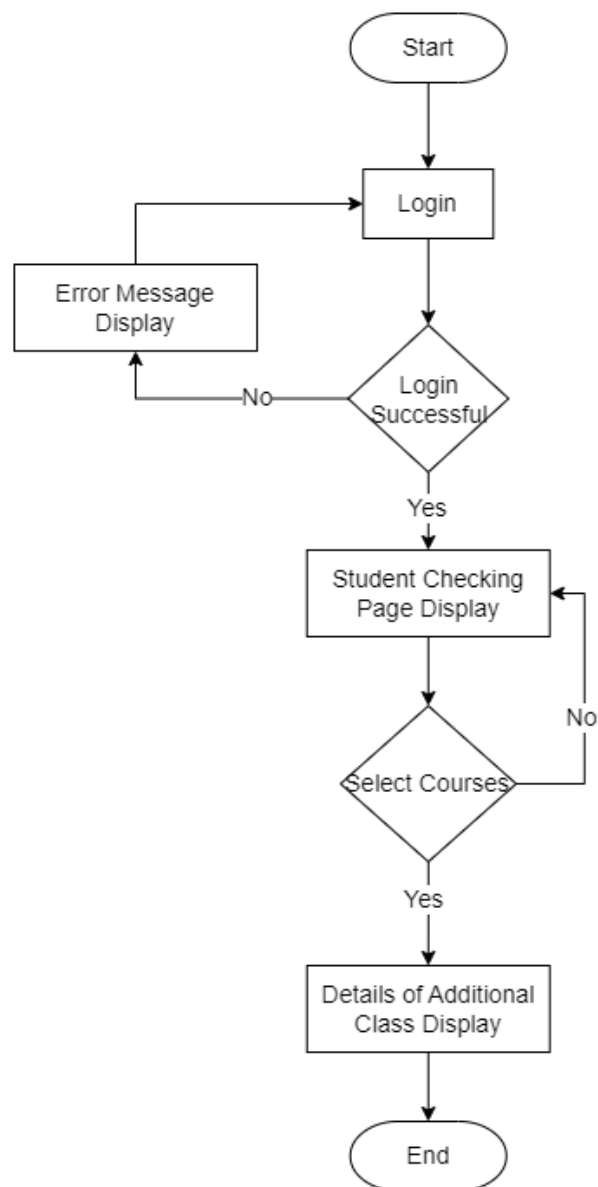 Start
Login
Error Message
Display
Login
Successful
No
Yes
Student Checking
Page Display
No
Select Courses
Yes
Details of Additional
Class Display
End